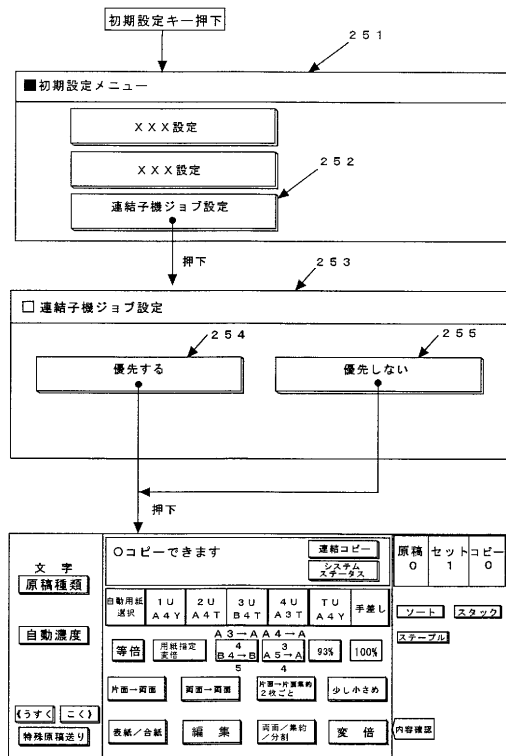 初期設定キー押下
251
■初期設定メニュー
XXX設定
XXX設定
252
連結子機ジョブ設定
押下
253
□連結子機ジョブ設定
254
255
優先する
優先しない
押下
文字
原稿種類
自動濃度
《うすく
こく》
特殊原稿送り
○コピーできます
連結コピー
システムステータス
原稿 0
セット 1
コピー 0
自動用紙選択
1U A4Y
2U A4T
3U B4T
4U A3T
TU A4Y
手差し
ソート
スタック
ステープル
A3→A A4→A
等倍
用紙指定変倍
4 B4→B 5
3 A5→A 4
93%
100%
片面→両面
両面→両面
片面→片面集約 2枚ごと
少し小さめ
表紙/合紙
編集
両面/集約/分割
変倍
内容確認